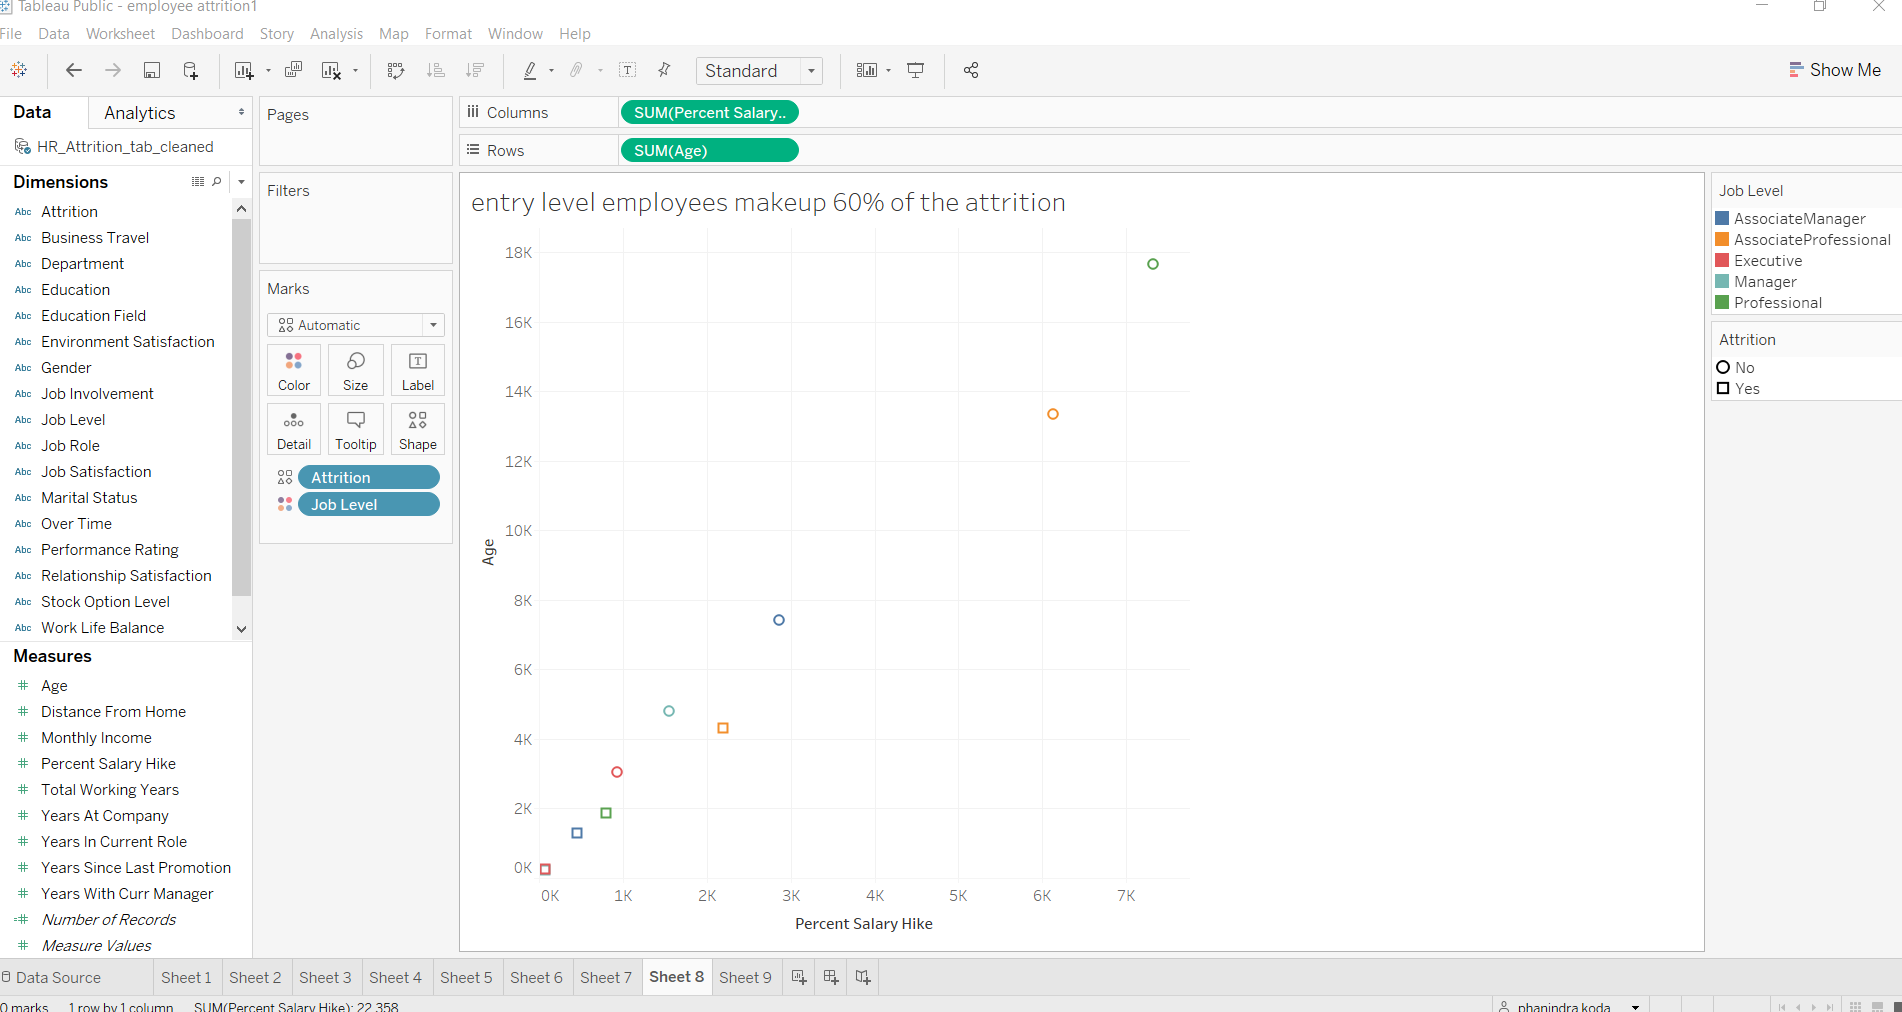 Tableau Public - employee attrition1
File Data Worksheet Dashboard Story Analysis Map Format Window Help
Standard
Show Me
Data Analytics
HR_Attrition_tab_cleaned
Dimensions
Abc Attrition
Abc Business Travel
Abc Department
Abc Education
Abc Education Field
Abc Environment Satisfaction
Abc Gender
Abc Job Involvement
Abc Job Level
Abc Job Role
Abc Job Satisfaction
Abc Marital Status
Abc Over Time
Abc Performance Rating
Abc Relationship Satisfaction
Abc Stock Option Level
Abc Work Life Balance
Measures
# Age
# Distance From Home
# Monthly Income
# Percent Salary Hike
# Total Working Years
# Years At Company
# Years In Current Role
# Years Since Last Promotion
# Years With Curr Manager
=# Number of Records
# Measure Values
Pages
Filters
Marks
Automatic
Color Size Label
Detail Tooltip Shape
Attrition
Job Level
Columns SUM(Percent Salary..
Rows SUM(Age)
entry level employees makeup 60% of the attrition
18K
16K
14K
12K
10K
8K
6K
4K
2K
0K
Age
0K 1K 2K 3K 4K 5K 6K 7K
Percent Salary Hike
Job Level
AssociateManager
AssociateProfessional
Executive
Manager
Professional
Attrition
No
Yes
Data Source Sheet 1 Sheet 2 Sheet 3 Sheet 4 Sheet 5 Sheet 6 Sheet 7 Sheet 8 Sheet 9
0 marks 1 row by 1 column SUM(Percent Salary Hike): 22,358
phanindra koda